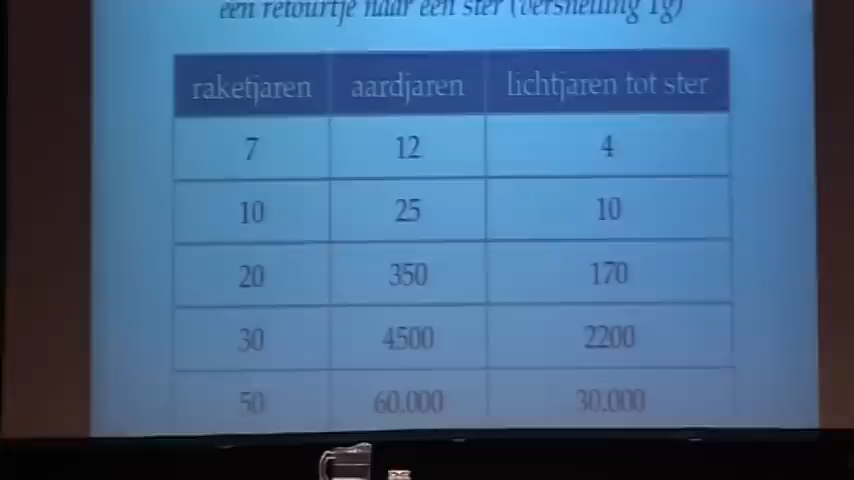 een retourtje naar een ster (versnelling 1g)
raketjaren aardjaren lichtjaren tot ster
7 12 4
10 25 10
20 350 170
30 4500 2200
50 60.000 30.000